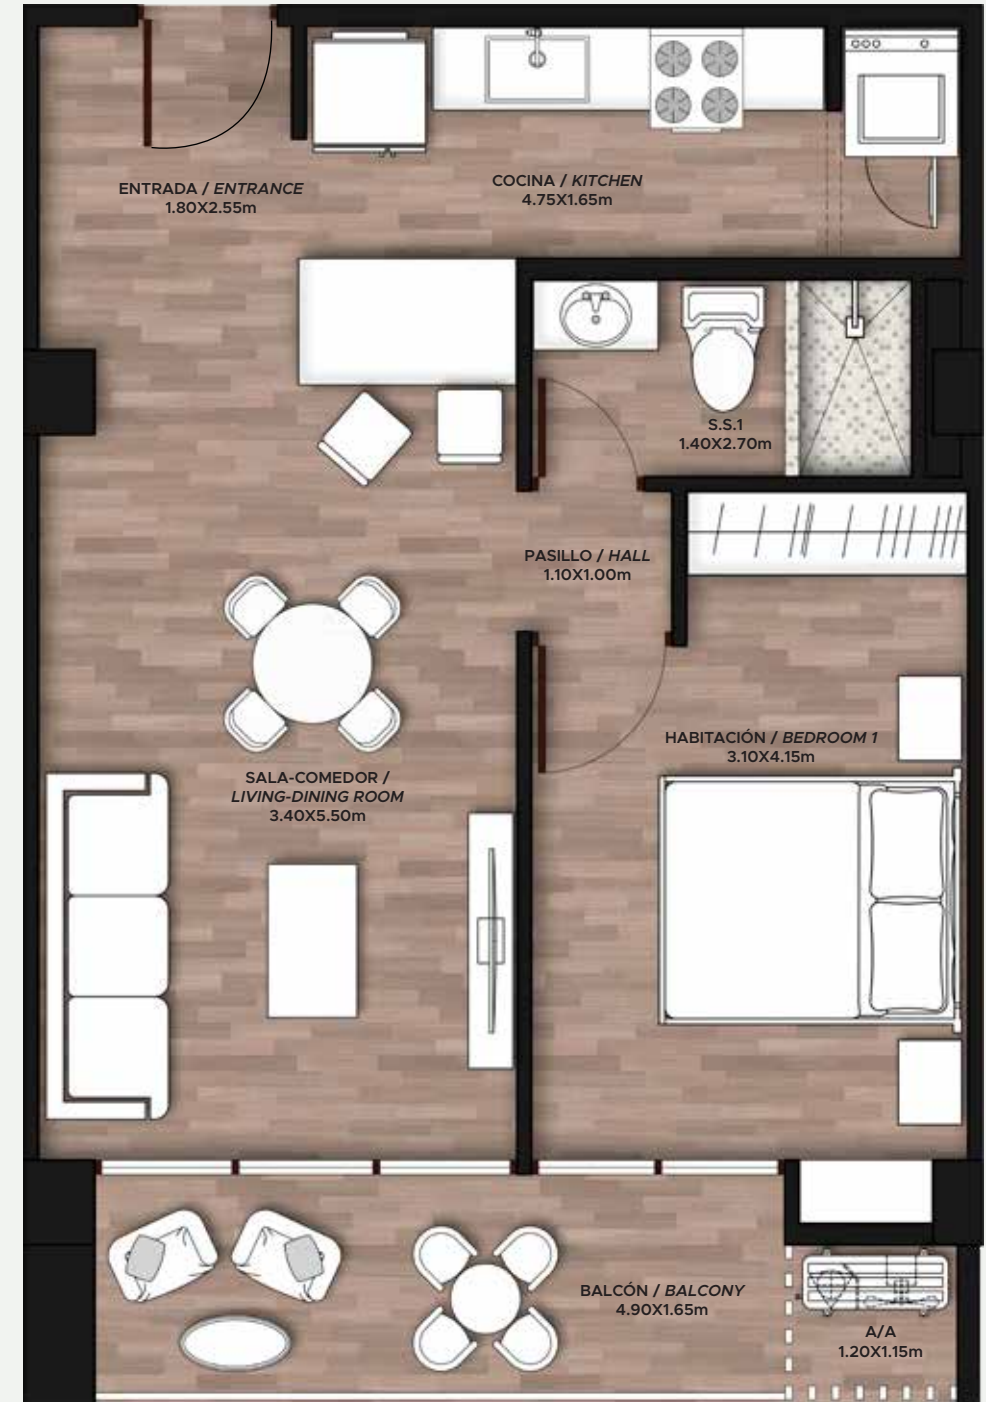 ENTRADA / ENTRANCE
1.80X2.55m
COCINA / KITCHEN
4.75X1.65m
S.S.1
1.40X2.70m
PASILLO / HALL
1.10X1.00m
HABITACIÓN / BEDROOM 1
3.10X4.15m
SALA-COMEDOR /
LIVING-DINING ROOM
3.40X5.50m
BALCÓN / BALCONY
4.90X1.65m
A/A
1.20X1.15m